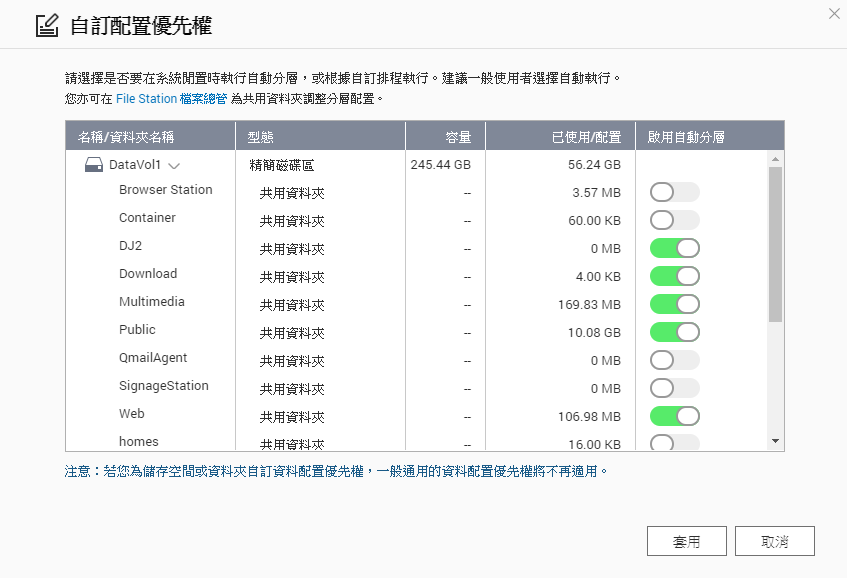 自訂配置優先權
請選擇是否要在系統閒置時執行自動分層，或根據自訂排程執行。建議一般使用者選擇自動執行。
您亦可在 File Station 檔案總管 為共用資料夾調整分層配置。
名稱/資料夾名稱 型態 容量 已使用/配置 啟用自動分層
DataVol1 精簡磁碟區 245.44 GB 56.24 GB
Browser Station 共用資料夾 -- 3.57 MB
Container 共用資料夾 -- 60.00 KB
DJ2 共用資料夾 -- 0 MB
Download 共用資料夾 -- 4.00 KB
Multimedia 共用資料夾 -- 169.83 MB
Public 共用資料夾 -- 10.08 GB
QmailAgent 共用資料夾 -- 0 MB
SignageStation 共用資料夾 -- 0 MB
Web 共用資料夾 -- 106.98 MB
homes 共用資料夾 -- 16.00 KB
注意：若您為儲存空間或資料夾自訂資料配置優先權，一般通用的資料配置優先權將不再適用。
套用 取消